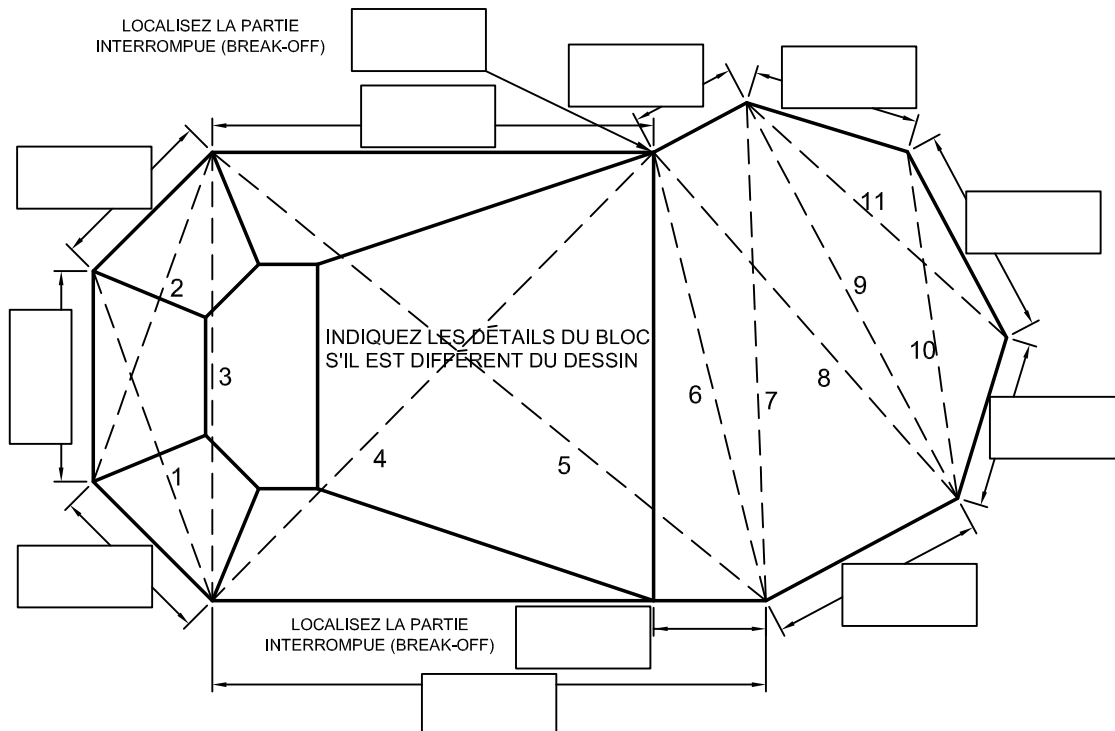 LOCALISEZ LA PARTIE
INTERROMPUE (BREAK-OFF)
11
2
9
INDIQUEZ LES DÉTAILS DU BLOC
S'IL EST DIFFÉRENT DU DESSIN
10
3
8
6
7
4
5
1
LOCALISEZ LA PARTIE
INTERROMPUE (BREAK-OFF)